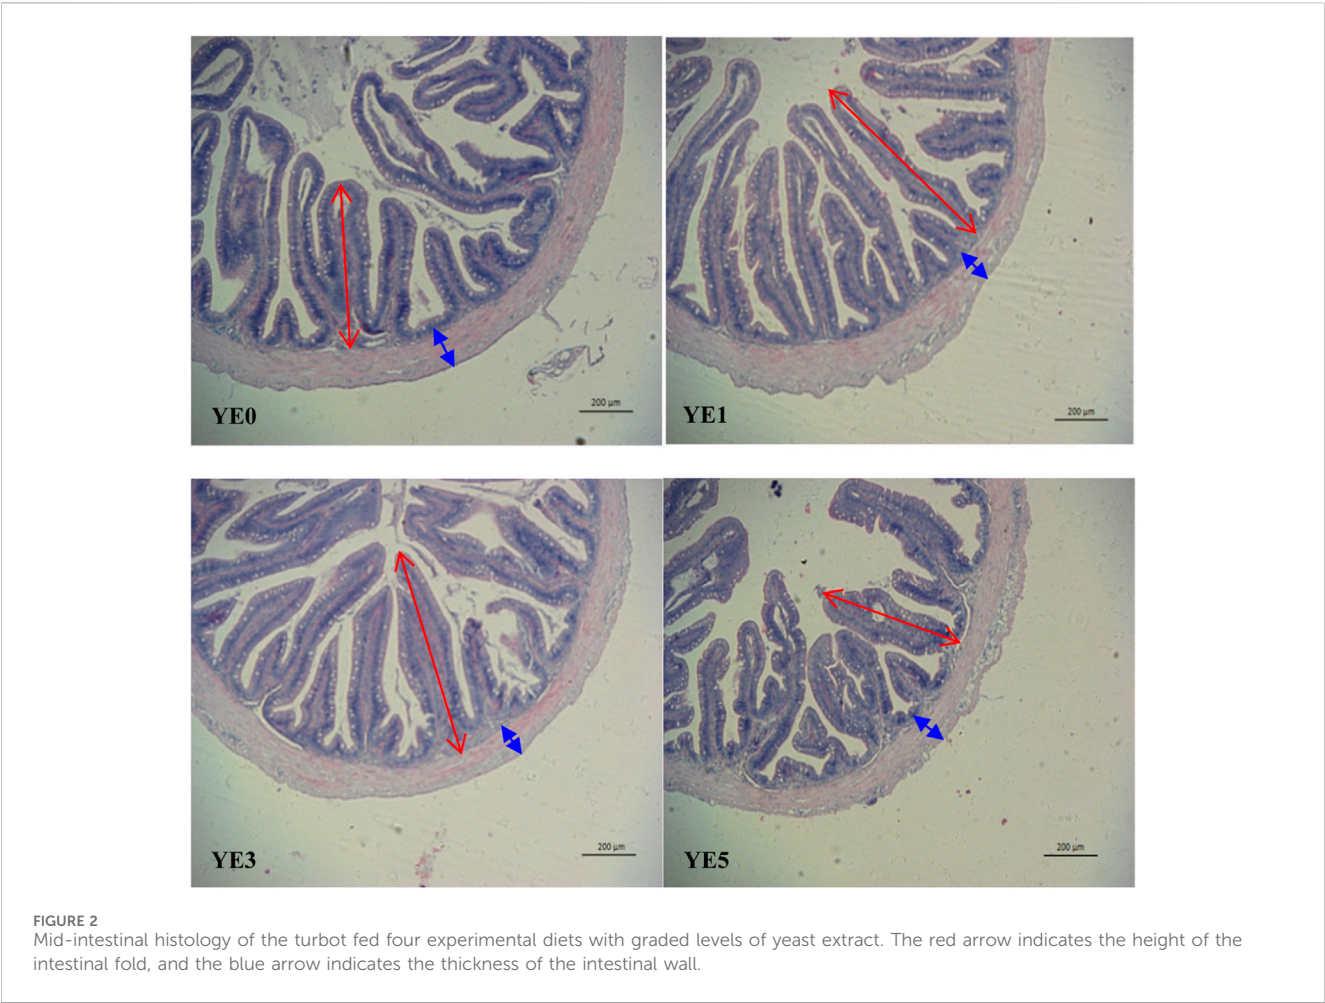 YE0
200 μm
YE1
200 μm
YE3
200 μm
YE5
200 μm
FIGURE 2
Mid-intestinal histology of the turbot fed four experimental diets with graded levels of yeast extract. The red arrow indicates the height of the
intestinal fold, and the blue arrow indicates the thickness of the intestinal wall.